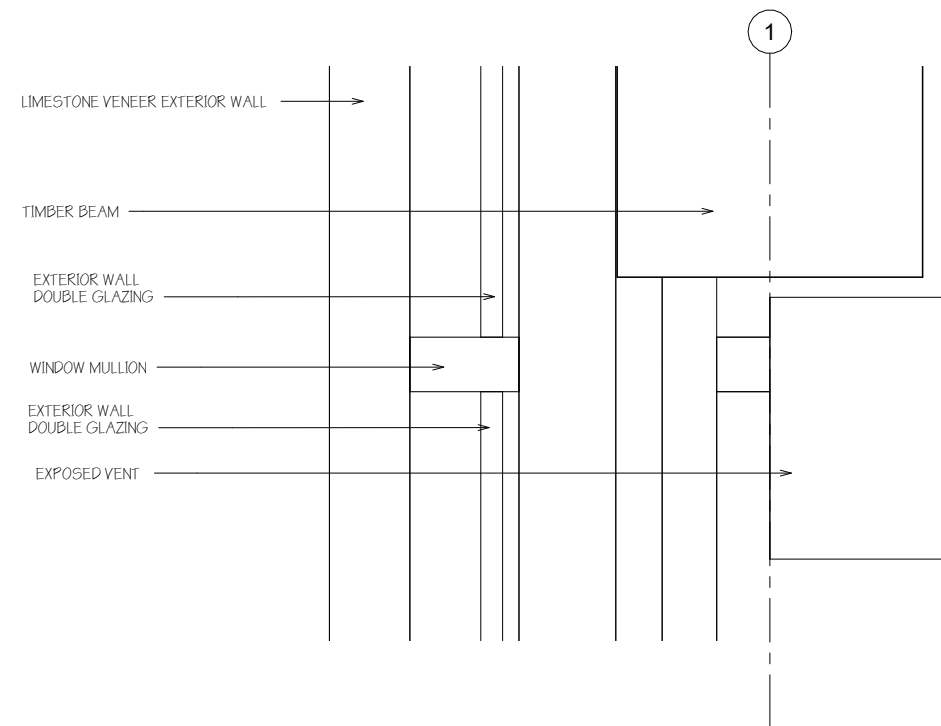 1
LIMESTONE VENEER EXTERIOR WALL
TIMBER BEAM
EXTERIOR WALL
DOUBLE GLAZING
WINDOW MULLION
EXTERIOR WALL
DOUBLE GLAZING
EXPOSED VENT